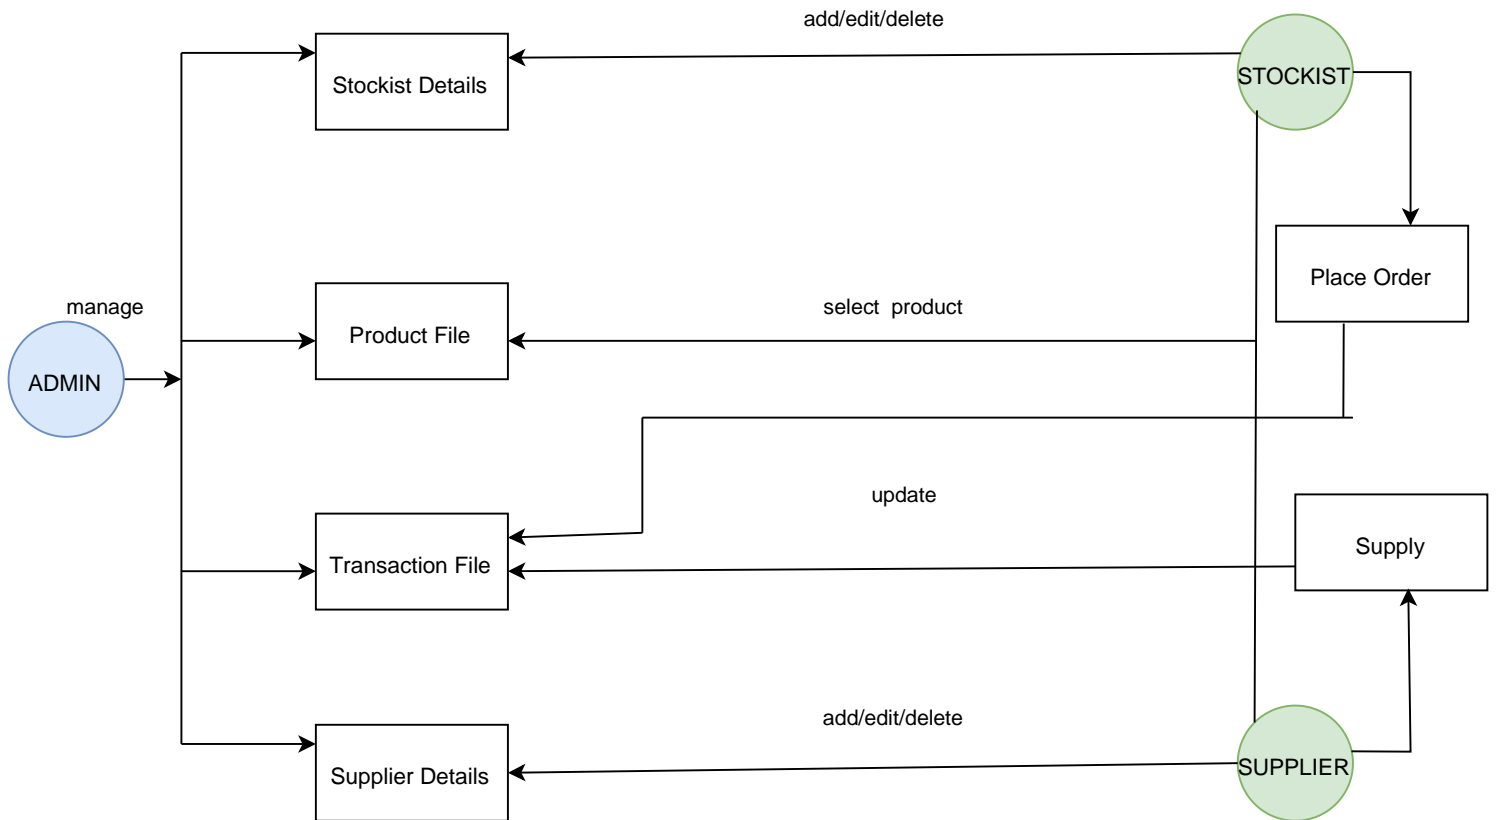 add/edit/delete
STOCKIST
Stockist Details
Place Order
manage
select product
Product File
ADMIN
update
Supply
Transaction File
add/edit/delete
SUPPLIER
Supplier Details